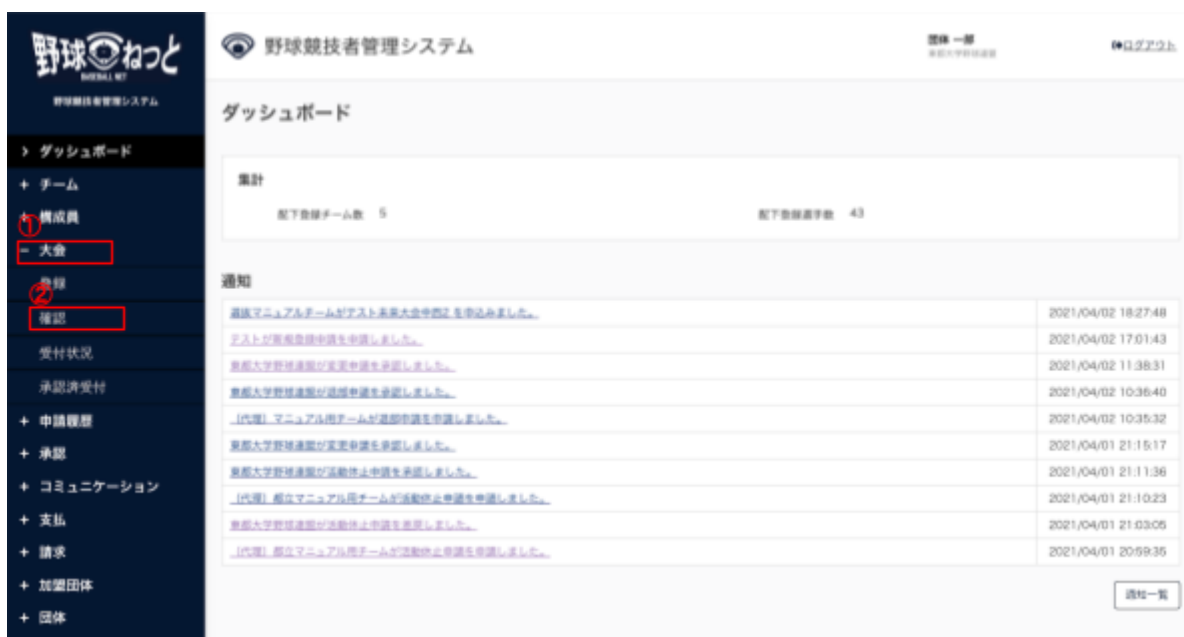 野球ねっと
BASEBALL NET
野球競技者管理システム
野球競技者管理システム
団体 一郎
東都大学野球連盟
ログアウト
ダッシュボード
> ダッシュボード
+ チーム
+ 構成員
①
- 大会
登録
②
確認
受付状況
承認済受付
+ 申請履歴
+ 承認
+ コミュニケーション
+ 支払
+ 請求
+ 加盟団体
+ 団体
集計
配下登録チーム数 5
配下登録選手数 43
通知
選抜マニュアルチームがテスト未来大会中西2 を申込みました。 2021/04/02 18:27:48
テストが新規登録申請を申請しました。 2021/04/02 17:01:43
東都大学野球連盟が変更申請を承認しました。 2021/04/02 11:38:31
東都大学野球連盟が退部申請を承認しました。 2021/04/02 10:36:40
［代理］マニュアル用チームが退部申請を申請しました。 2021/04/02 10:35:32
東都大学野球連盟が変更申請を承認しました。 2021/04/01 21:15:17
東都大学野球連盟が活動休止申請を承認しました。 2021/04/01 21:11:36
［代理］都立マニュアル用チームが活動休止申請を申請しました。 2021/04/01 21:10:23
東都大学野球連盟が活動休止申請を差戻しました。 2021/04/01 21:03:05
［代理］都立マニュアル用チームが活動休止申請を申請しました。 2021/04/01 20:59:35
通知一覧